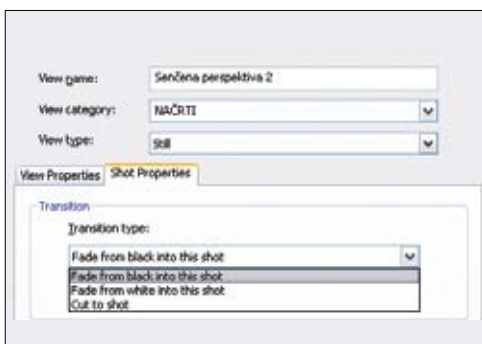 View name: Senčena perspektiva 2
View category: NAČRTI
View type: Still
View Properties Shot Properties
Transition
Transition type:
Fade from black into this shot
Fade from black into this shot
Fade from white into this shot
Cut to shot